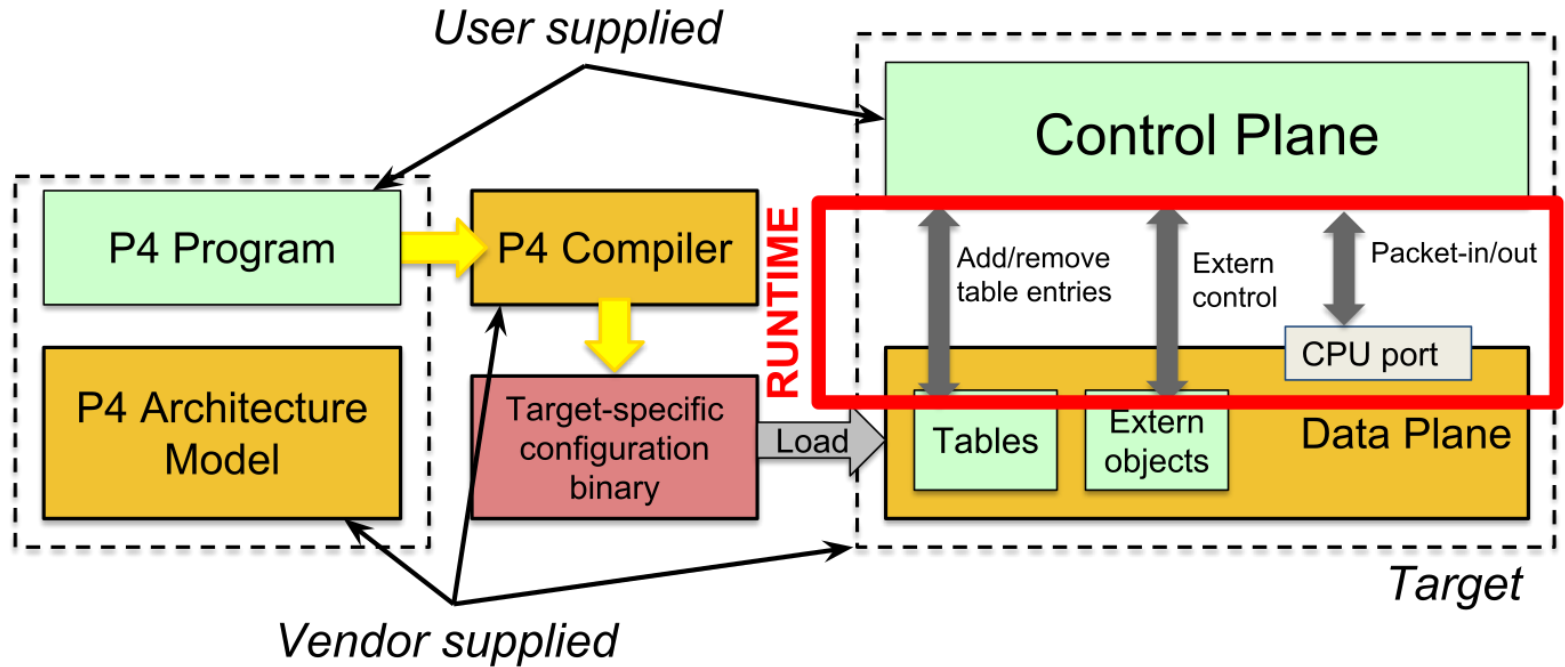 User supplied
Control Plane
P4 Program
P4 Compiler
RUNTIME
Add/remove
table entries
Extern
control
Packet-in/out
CPU port
P4 Architecture
Model
Target-specific
configuration
binary
Load
Tables
Extern
objects
Data Plane
Target
Vendor supplied